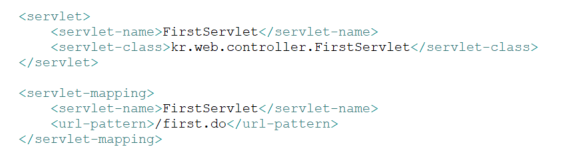 <servlet>
    <servlet-name>FirstServlet</servlet-name>
    <servlet-class>kr.web.controller.FirstServlet</servlet-class>
</servlet>

<servlet-mapping>
    <servlet-name>FirstServlet</servlet-name>
    <url-pattern>/first.do</url-pattern>
</servlet-mapping>